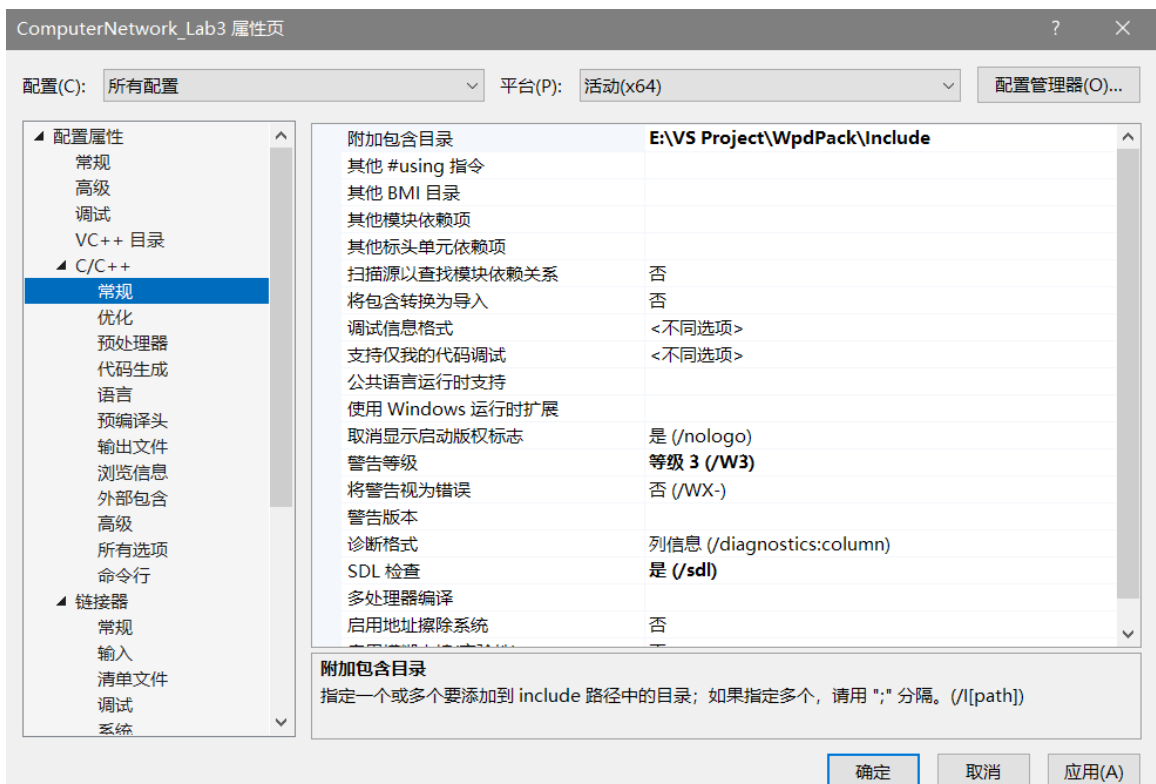 ComputerNetwork_Lab3 属性页
?
配置(C):
所有配置
平台(P):
活动(x64)
配置管理器(O)...
配置属性
常规
高级
调试
VC++ 目录
C/C++
常规
优化
预处理器
代码生成
语言
预编译头
输出文件
浏览信息
外部包含
高级
所有选项
命令行
链接器
常规
输入
清单文件
调试
系统
附加包含目录 E:\VS Project\WpdPack\Include
其他 #using 指令
其他 BMI 目录
其他模块依赖项
其他标头单元依赖项
扫描源以查找模块依赖关系 否
将包含转换为导入 否
调试信息格式 <不同选项>
支持仅我的代码调试 <不同选项>
公共语言运行时支持
使用 Windows 运行时扩展
取消显示启动版权标志 是 (/nologo)
警告等级 等级 3 (/W3)
将警告视为错误 否 (/WX-)
警告版本
诊断格式 列信息 (/diagnostics:column)
SDL 检查 是 (/sdl)
多处理器编译
启用地址擦除系统 否
附加包含目录
指定一个或多个要添加到 include 路径中的目录；如果指定多个，请用 ";" 分隔。(/I[path])
确定
取消
应用(A)